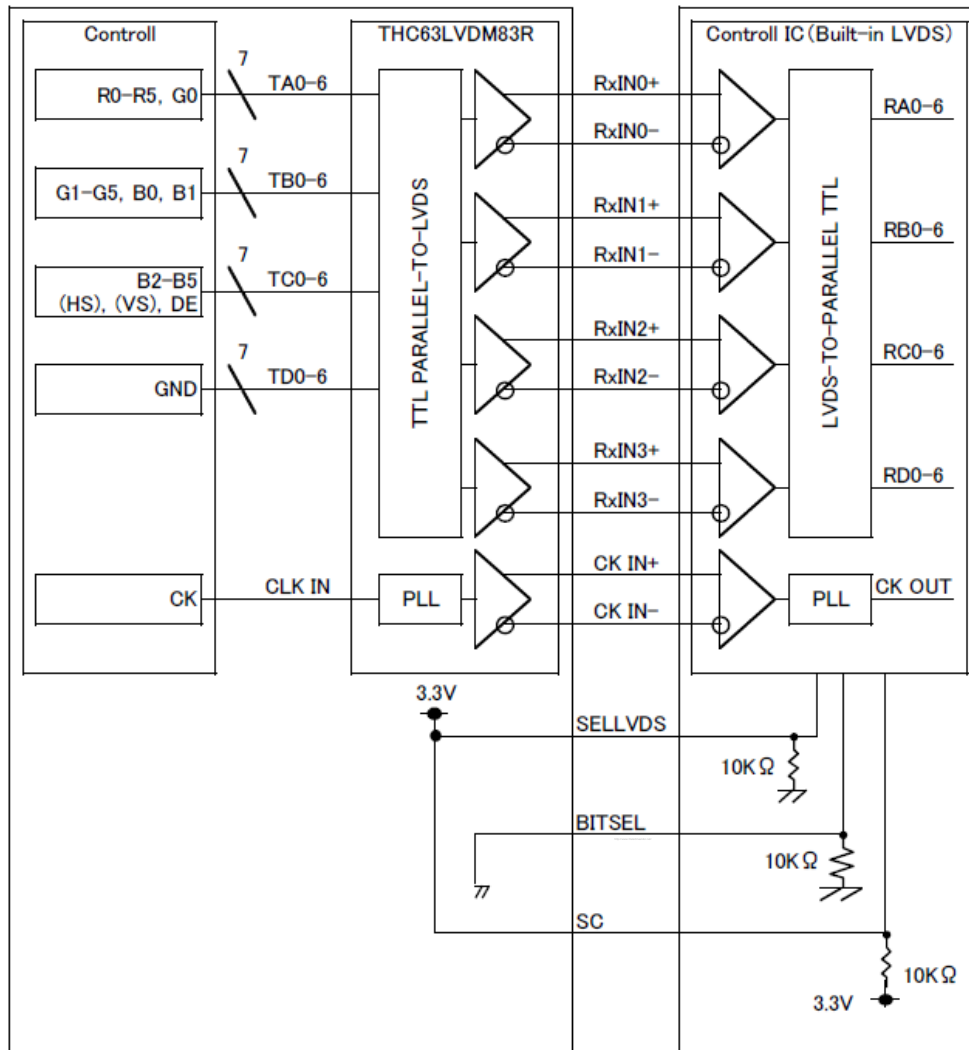 Controll
THC63LVDM83R
Controll IC(Built-in LVDS)
R0-R5, G0
7
TA0-6
G1-G5, B0, B1
7
TB0-6
B2-B5
(HS), (VS), DE
7
TC0-6
GND
7
TD0-6
CK
CLK IN
TTL PARALLEL-TO-LVDS
PLL
RxIN0+
RxIN0-
RxIN1+
RxIN1-
RxIN2+
RxIN2-
RxIN3+
RxIN3-
CK IN+
CK IN-
LVDS-TO-PARALLEL TTL
PLL
RA0-6
RB0-6
RC0-6
RD0-6
CK OUT
3.3V
SELLVDS
10KΩ
BITSEL
10KΩ
SC
10KΩ
3.3V